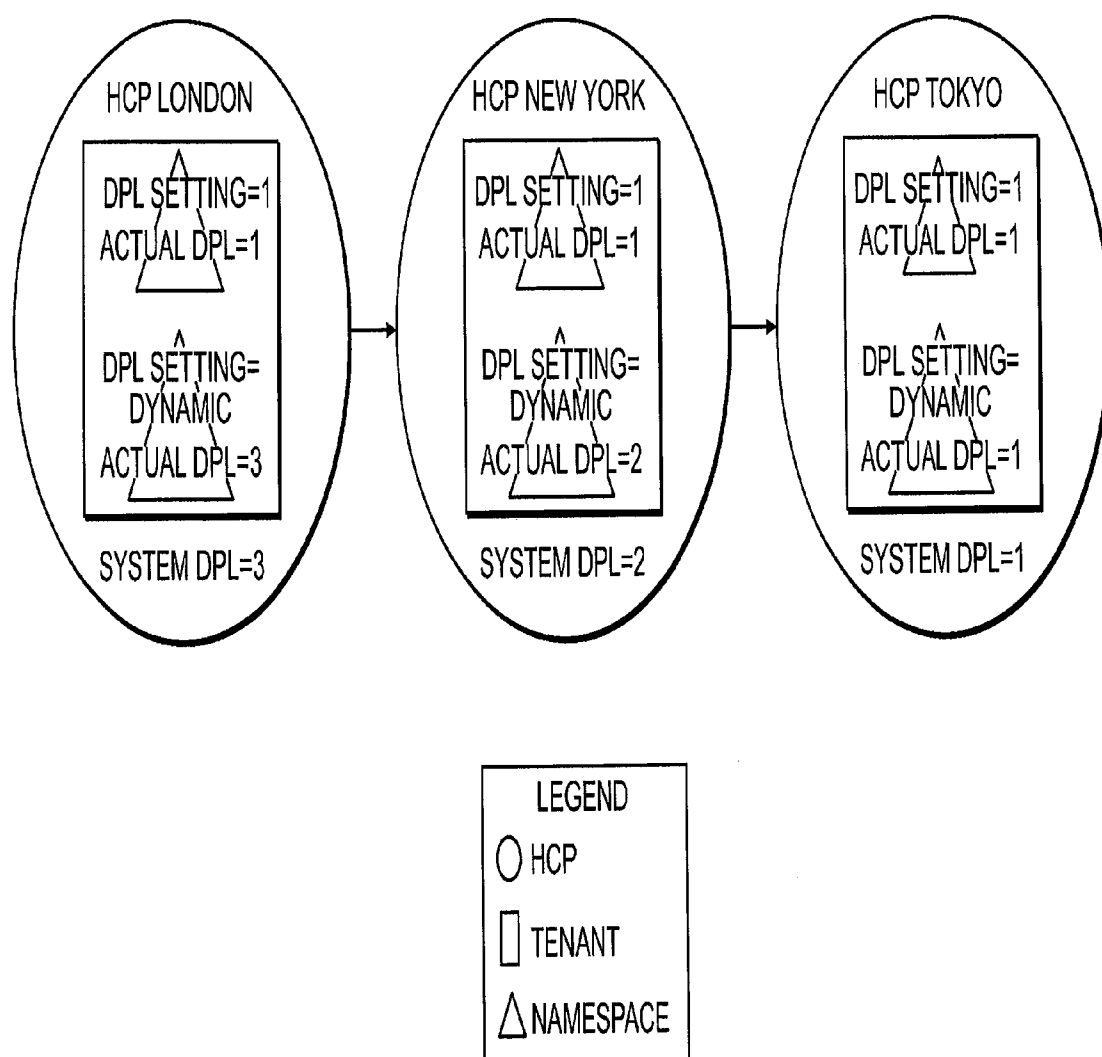 HCP LONDON
DPL SETTING=1
ACTUAL DPL=1
DPL SETTING=
DYNAMIC
ACTUAL DPL=3
SYSTEM DPL=3
HCP NEW YORK
DPL SETTING=1
ACTUAL DPL=1
DPL SETTING=
DYNAMIC
ACTUAL DPL=2
SYSTEM DPL=2
HCP TOKYO
DPL SETTING=1
ACTUAL DPL=1
DPL SETTING=
DYNAMIC
ACTUAL DPL=1
SYSTEM DPL=1
LEGEND
HCP
TENANT
NAMESPACE